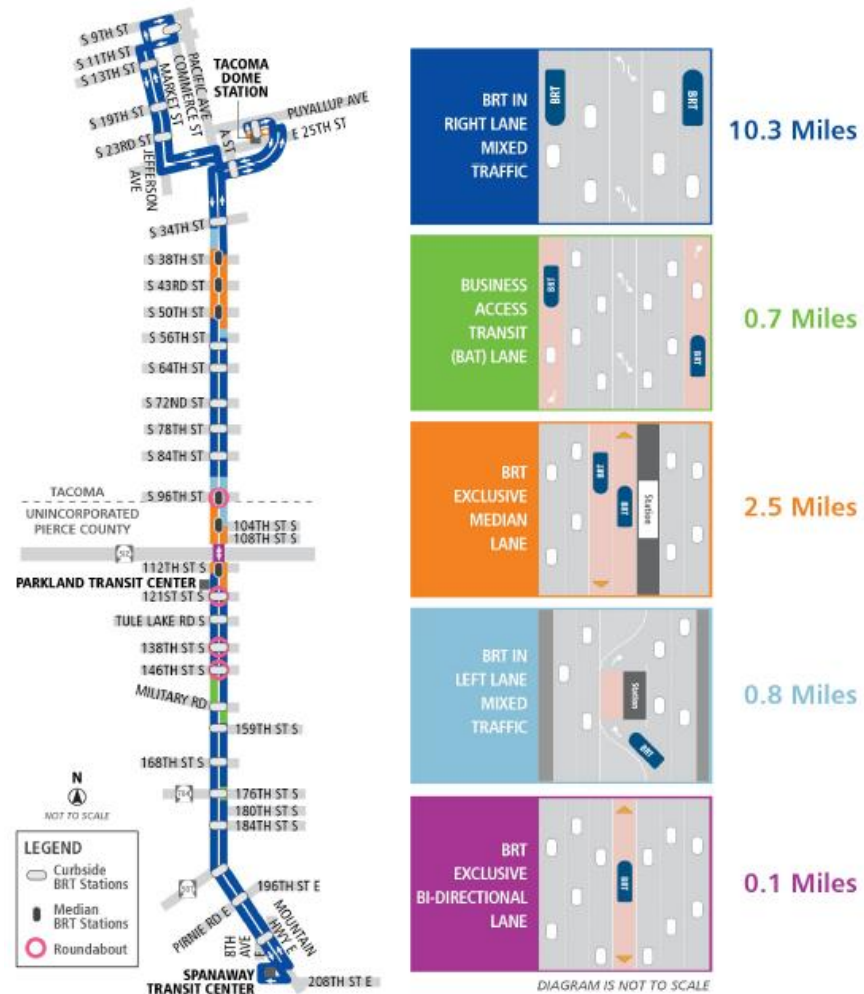 S 9TH ST
S 11TH ST
S 13TH ST
MARKET ST
COMMERCE ST
PACIFIC AVE
TACOMA
DOME
STATION
PUYALLUP AVE
E 25TH ST
A ST
S 19TH ST
S 23RD ST
JEFFERSON
AVE
S 34TH ST
S 38TH ST
S 43RD ST
S 50TH ST
S 56TH ST
S 64TH ST
S 72ND ST
S 78TH ST
S 84TH ST
TACOMA
S 96TH ST
UNINCORPORATED
PIERCE COUNTY
104TH ST S
108TH ST S
512
112TH ST S
PARKLAND TRANSIT CENTER
121ST ST S
TULE LAKE RD S
138TH ST S
146TH ST S
MILITARY RD
159TH ST S
168TH ST S
176TH ST S
180TH ST S
184TH ST S
507
196TH ST E
PIRNIE RD E
8TH
AVE
E
MOUNTAIN
HWY E
SPANAWAY
TRANSIT CENTER
208TH ST E
N
NOT TO SCALE
LEGEND
Curbside
BRT Stations
Median
BRT Stations
Roundabout
BRT IN
RIGHT LANE
MIXED
TRAFFIC
BRT
BRT
10.3 Miles
BUSINESS
ACCESS
TRANSIT
(BAT) LANE
BRT
BRT
0.7 Miles
BRT
EXCLUSIVE
MEDIAN
LANE
BRT
BRT
Station
2.5 Miles
BRT IN
LEFT LANE
MIXED
TRAFFIC
Station
BRT
0.8 Miles
BRT
EXCLUSIVE
BI-DIRECTIONAL
LANE
BRT
0.1 Miles
DIAGRAM IS NOT TO SCALE